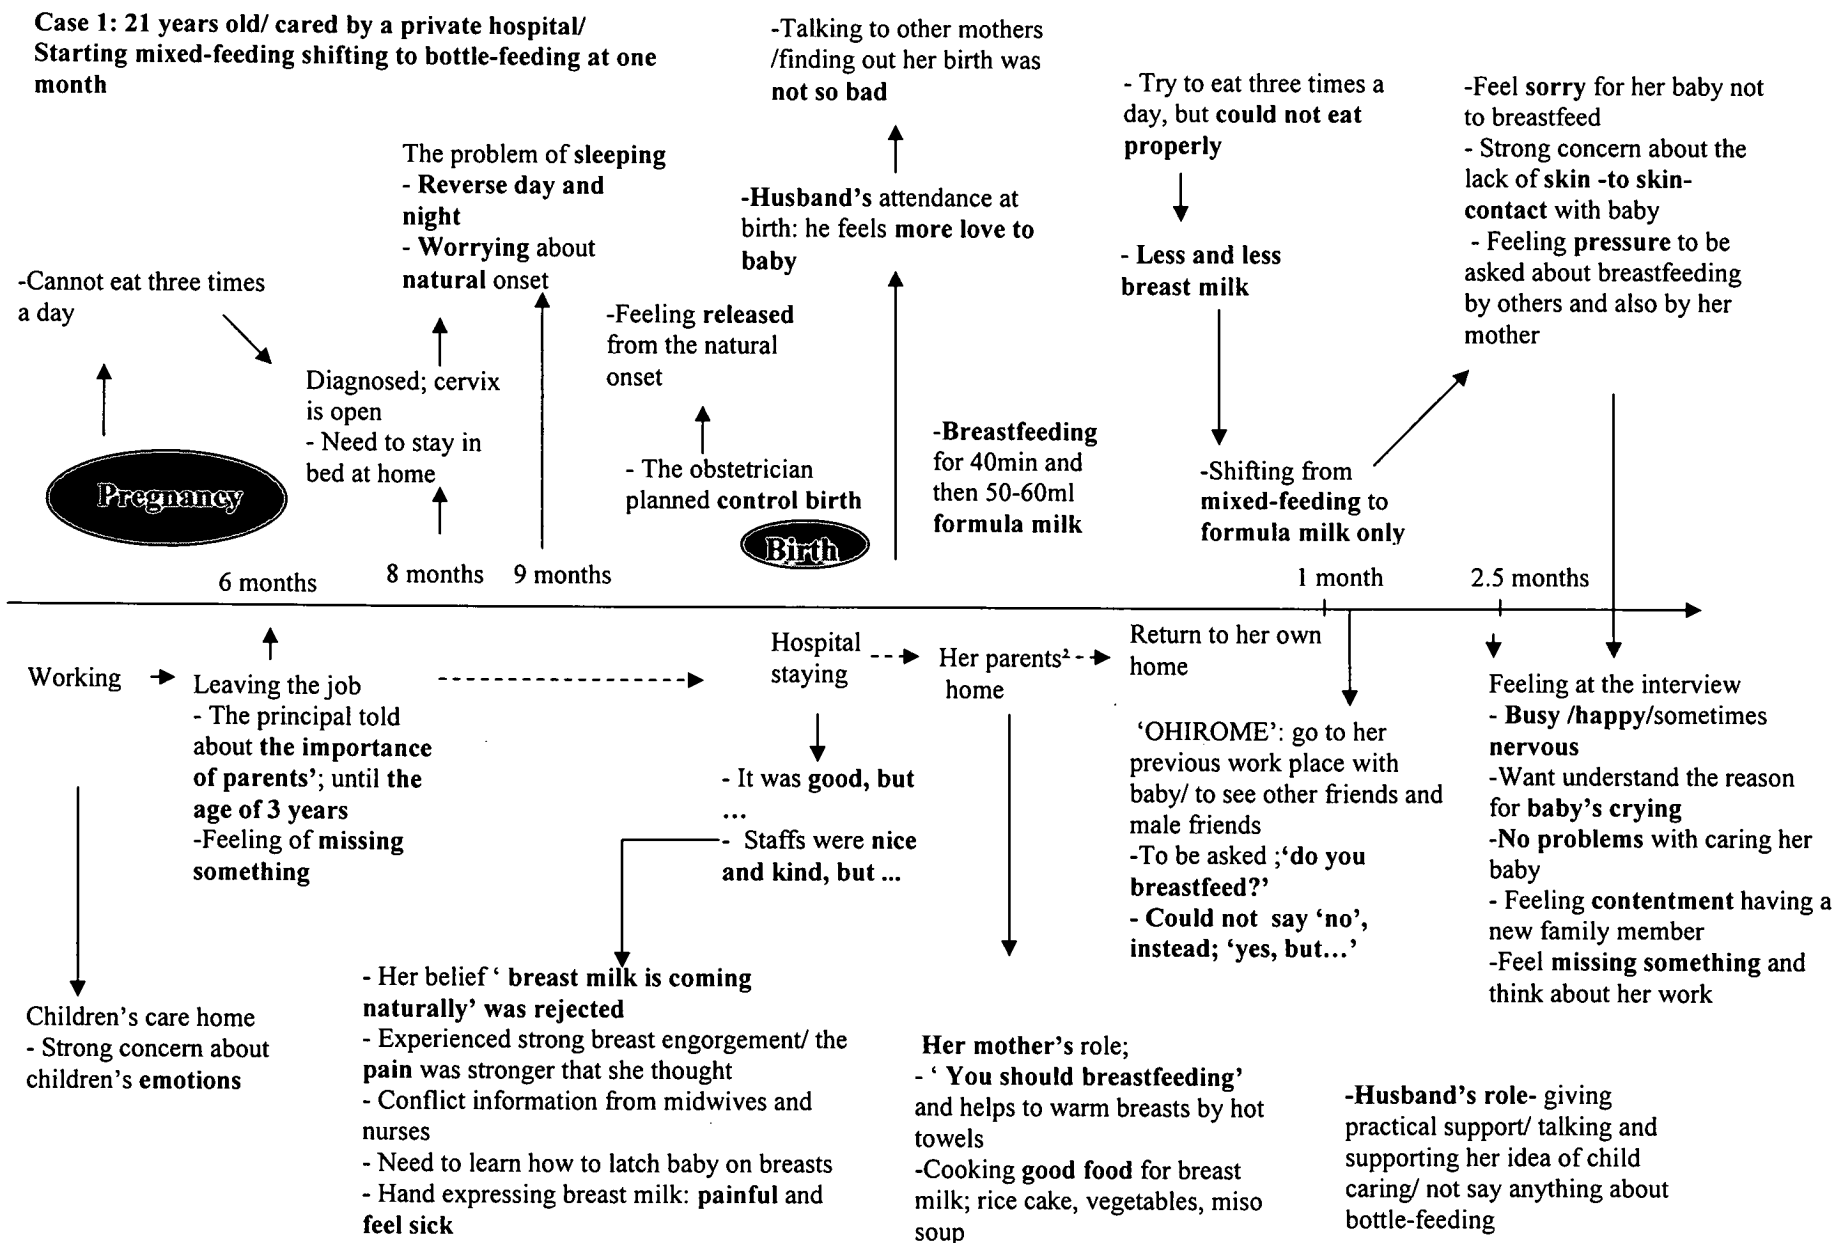 Case 1: 21 years old/ cared by a private hospital/
Starting mixed-feeding shifting to bottle-feeding at one
month
-Cannot eat three times
a day
Pregnancy
Diagnosed; cervix
is open
- Need to stay in
bed at home
The problem of sleeping
- Reverse day and
night
- Worrying about
natural onset
-Feeling released
from the natural
onset
- The obstetrician
planned control birth
Birth
-Talking to other mothers
/finding out her birth was
not so bad
-Husband's attendance at
birth: he feels more love to
baby
-Breastfeeding
for 40min and
then 50-60ml
formula milk
- Try to eat three times a
day, but could not eat
properly
- Less and less
breast milk
-Shifting from
mixed-feeding to
formula milk only
-Feel sorry for her baby not
to breastfeed
- Strong concern about the
lack of skin -to skin-
contact with baby
- Feeling pressure to be
asked about breastfeeding
by others and also by her
mother
6 months
8 months
9 months
1 month
2.5 months
Working
Leaving the job
- The principal told
about the importance
of parents'; until the
age of 3 years
-Feeling of missing
something
Children's care home
- Strong concern about
children's emotions
Hospital
staying
- It was good, but
...
- Staffs were nice
and kind, but ...
- Her belief ‘ breast milk is coming
naturally’ was rejected
- Experienced strong breast engorgement/ the
pain was stronger that she thought
- Conflict information from midwives and
nurses
- Need to learn how to latch baby on breasts
- Hand expressing breast milk: painful and
feel sick
Her parents²
home
Her mother's role;
- ‘ You should breastfeeding’
and helps to warm breasts by hot
towels
-Cooking good food for breast
milk; rice cake, vegetables, miso
soup
Return to her own
home
‘OHIROME’: go to her
previous work place with
baby/ to see other friends and
male friends
-To be asked ;‘do you
breastfeed?’
- Could not say ‘no’,
instead; ‘yes, but…’
-Husband's role- giving
practical support/ talking and
supporting her idea of child
caring/ not say anything about
bottle-feeding
Feeling at the interview
- Busy /happy/sometimes
nervous
-Want understand the reason
for baby's crying
-No problems with caring her
baby
- Feeling contentment having a
new family member
-Feel missing something and
think about her work